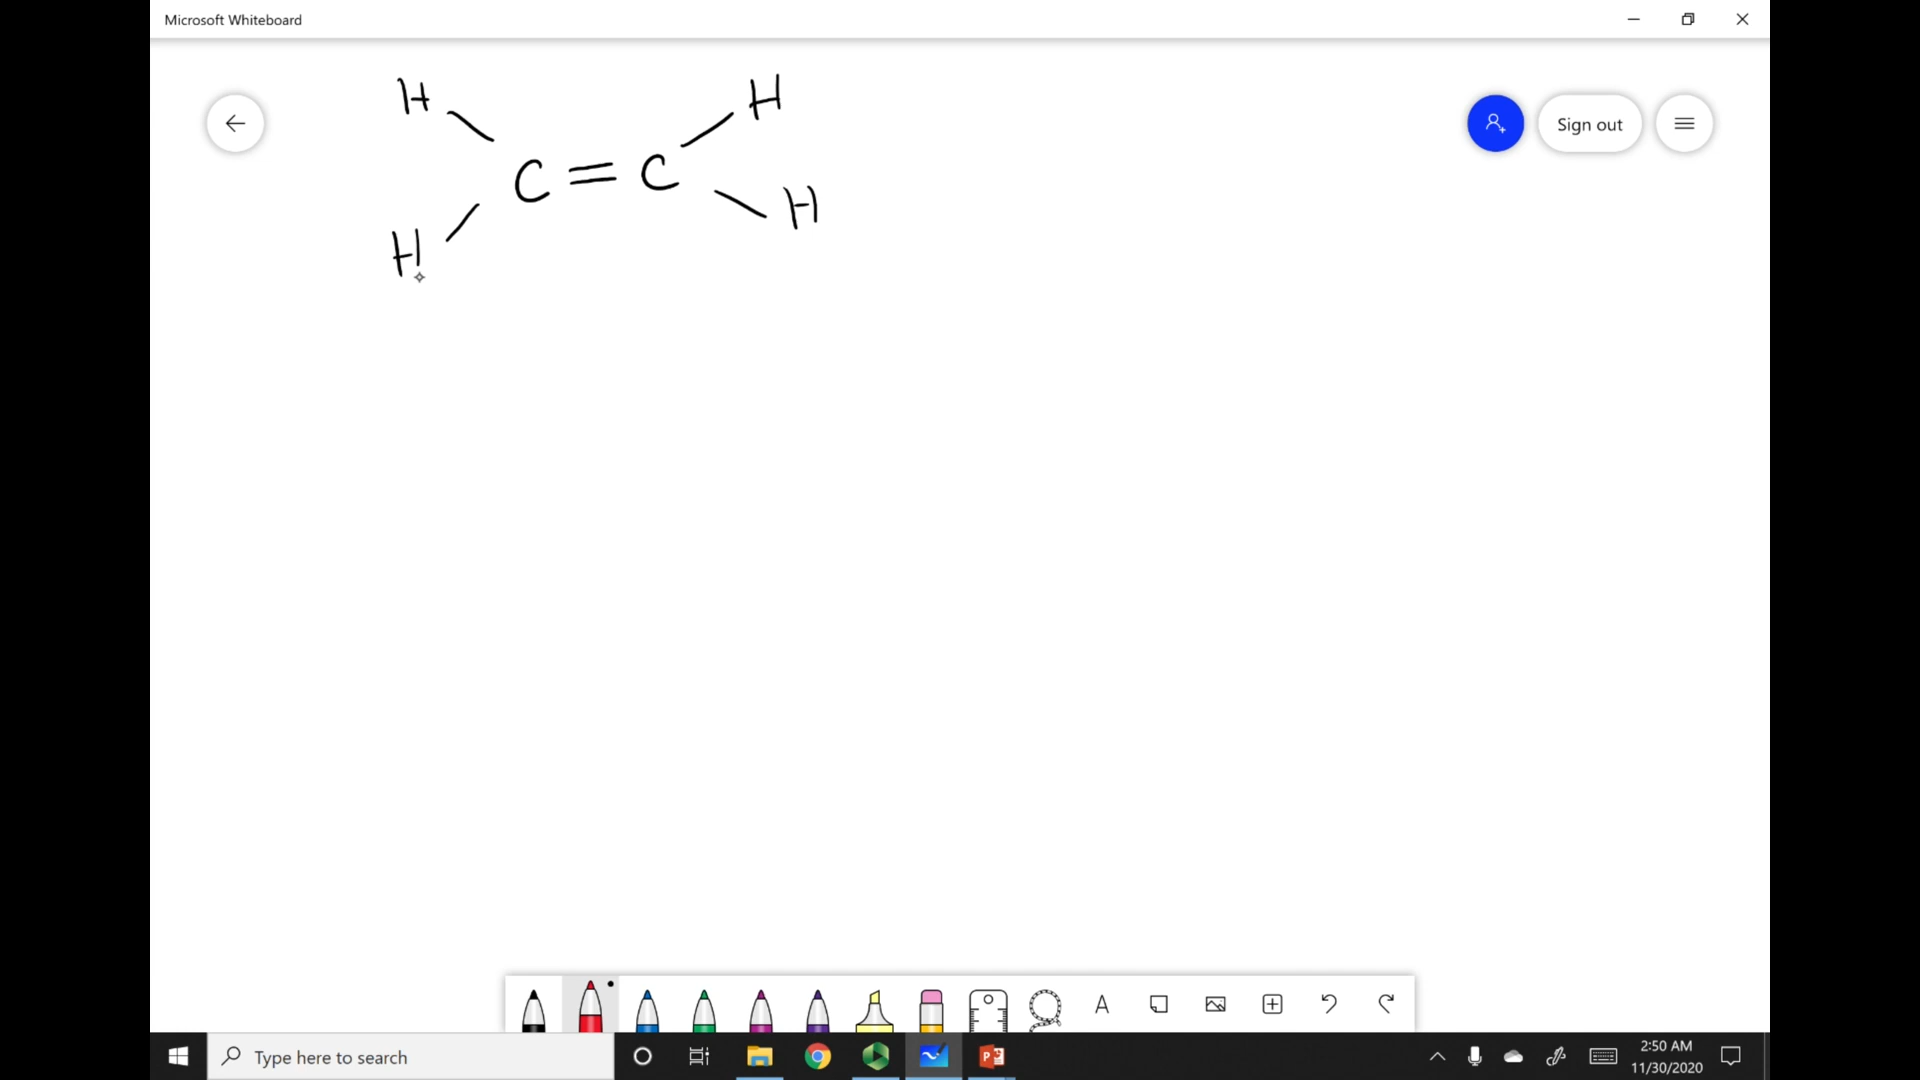 Microsoft Whiteboard
H H
C = C
H H
Sign out
A
Type here to search
2:50 AM
11/30/2020